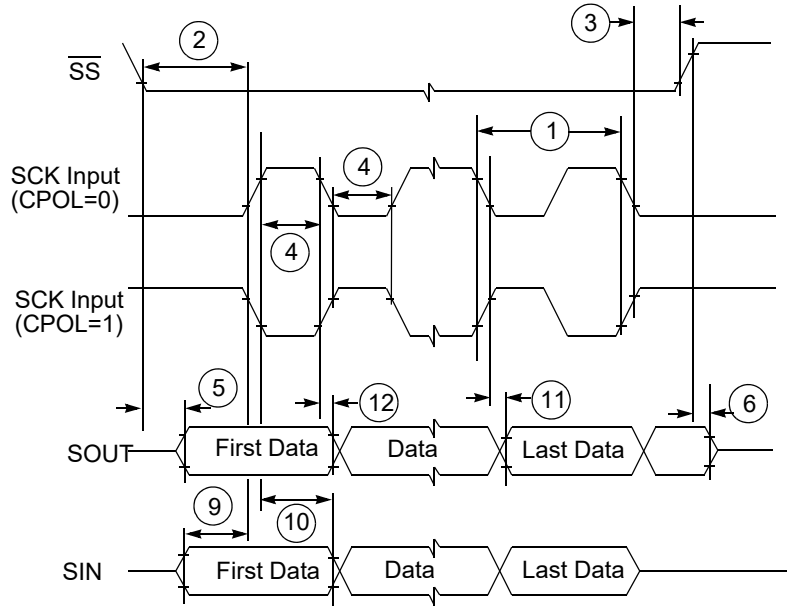 2
3
SS
1
SCK Input
(CPOL=0)
4
4
SCK Input
(CPOL=1)
5
12
11
6
SOUT
First Data
Data
Last Data
9
10
SIN
First Data
Data
Last Data